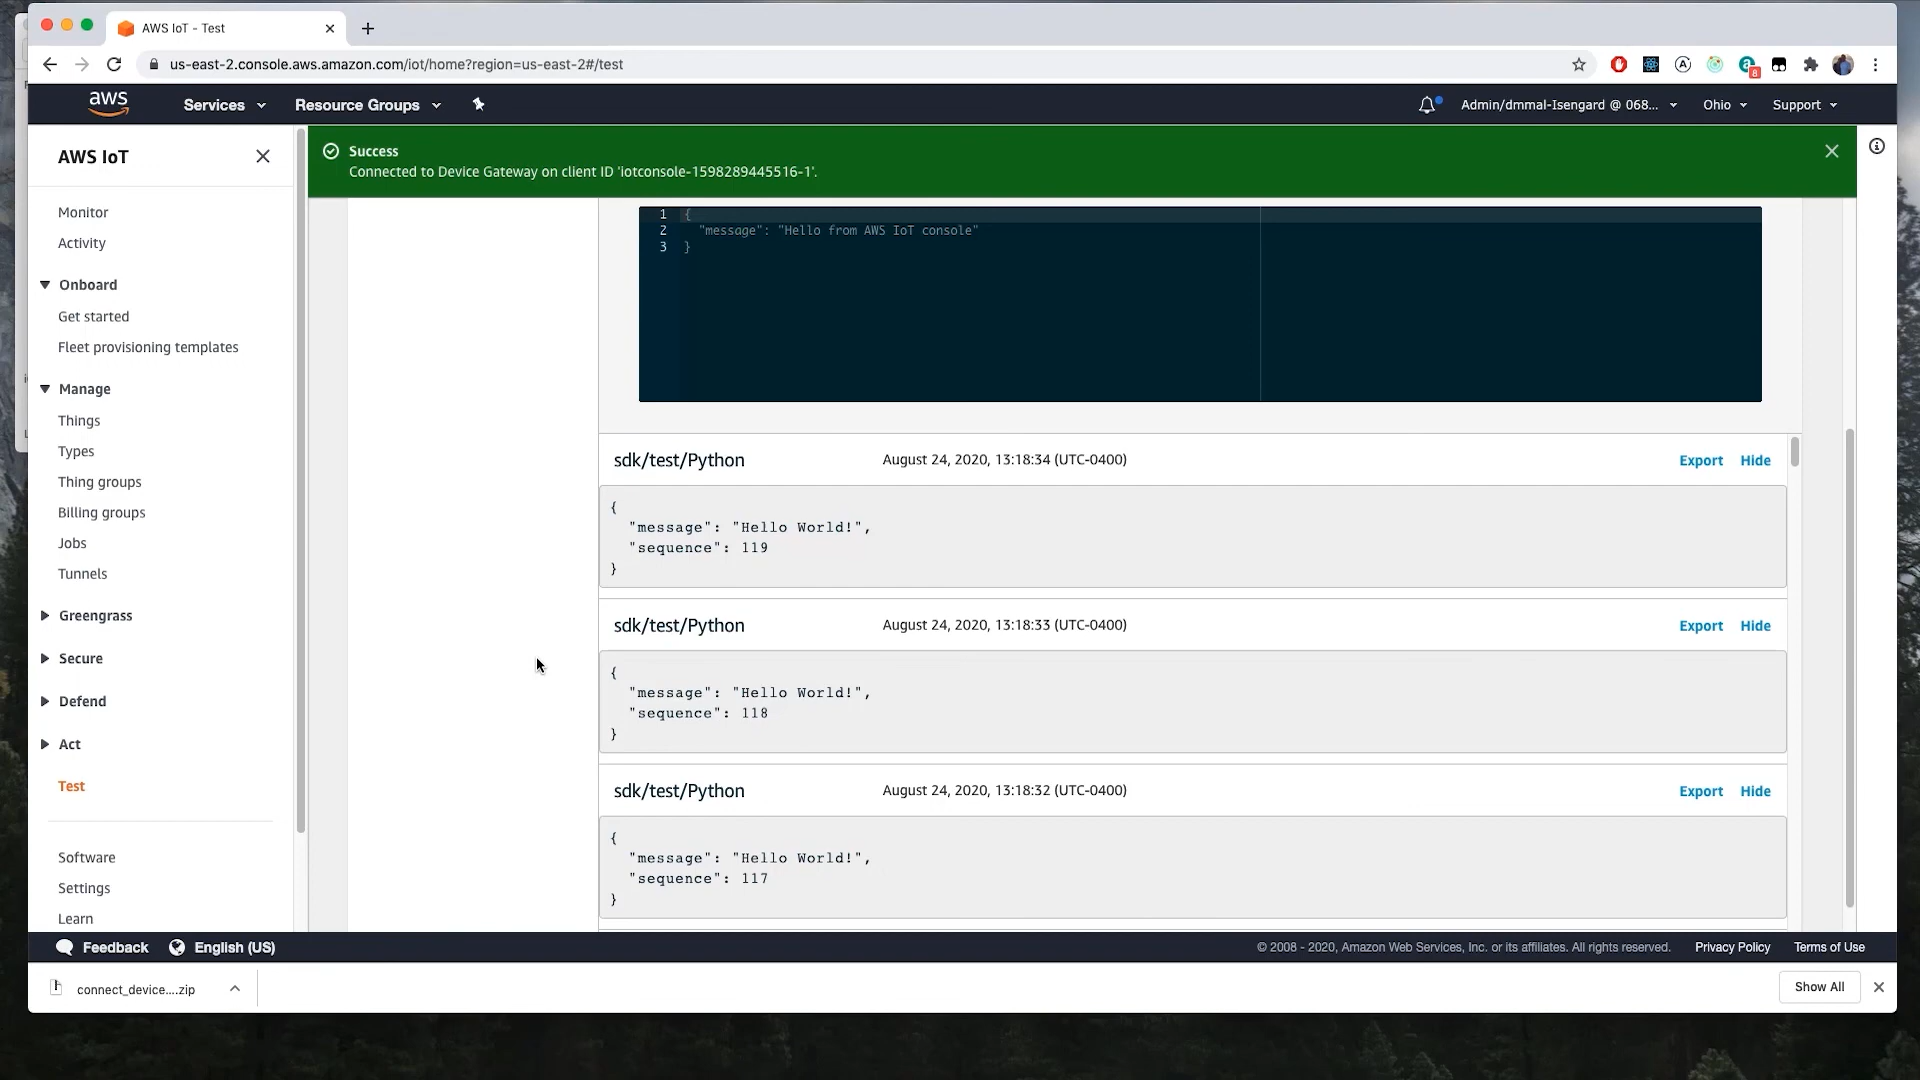 AWS IoT - Test
us-east-2.console.aws.amazon.com/iot/home?region=us-east-2#/test
8
aws
Services
Resource Groups
Admin/dmmal-Isengard @ 068...
Ohio
Support
AWS IoT
Success
Connected to Device Gateway on client ID 'iotconsole-1598289445516-1'.
Monitor
Activity
Onboard
Get started
Fleet provisioning templates
Manage
Things
Types
Thing groups
Billing groups
Jobs
Tunnels
Greengrass
Secure
Defend
Act
Test
Software
Settings
Learn
1 {
2 "message": "Hello from AWS IoT console"
3 }
sdk/test/Python August 24, 2020, 13:18:34 (UTC-0400) Export Hide
{
"message": "Hello World!",
"sequence": 119
}
sdk/test/Python August 24, 2020, 13:18:33 (UTC-0400) Export Hide
{
"message": "Hello World!",
"sequence": 118
}
sdk/test/Python August 24, 2020, 13:18:32 (UTC-0400) Export Hide
{
"message": "Hello World!",
"sequence": 117
}
Feedback English (US) © 2008 - 2020, Amazon Web Services, Inc. or its affiliates. All rights reserved. Privacy Policy Terms of Use
connect_device....zip
Show All